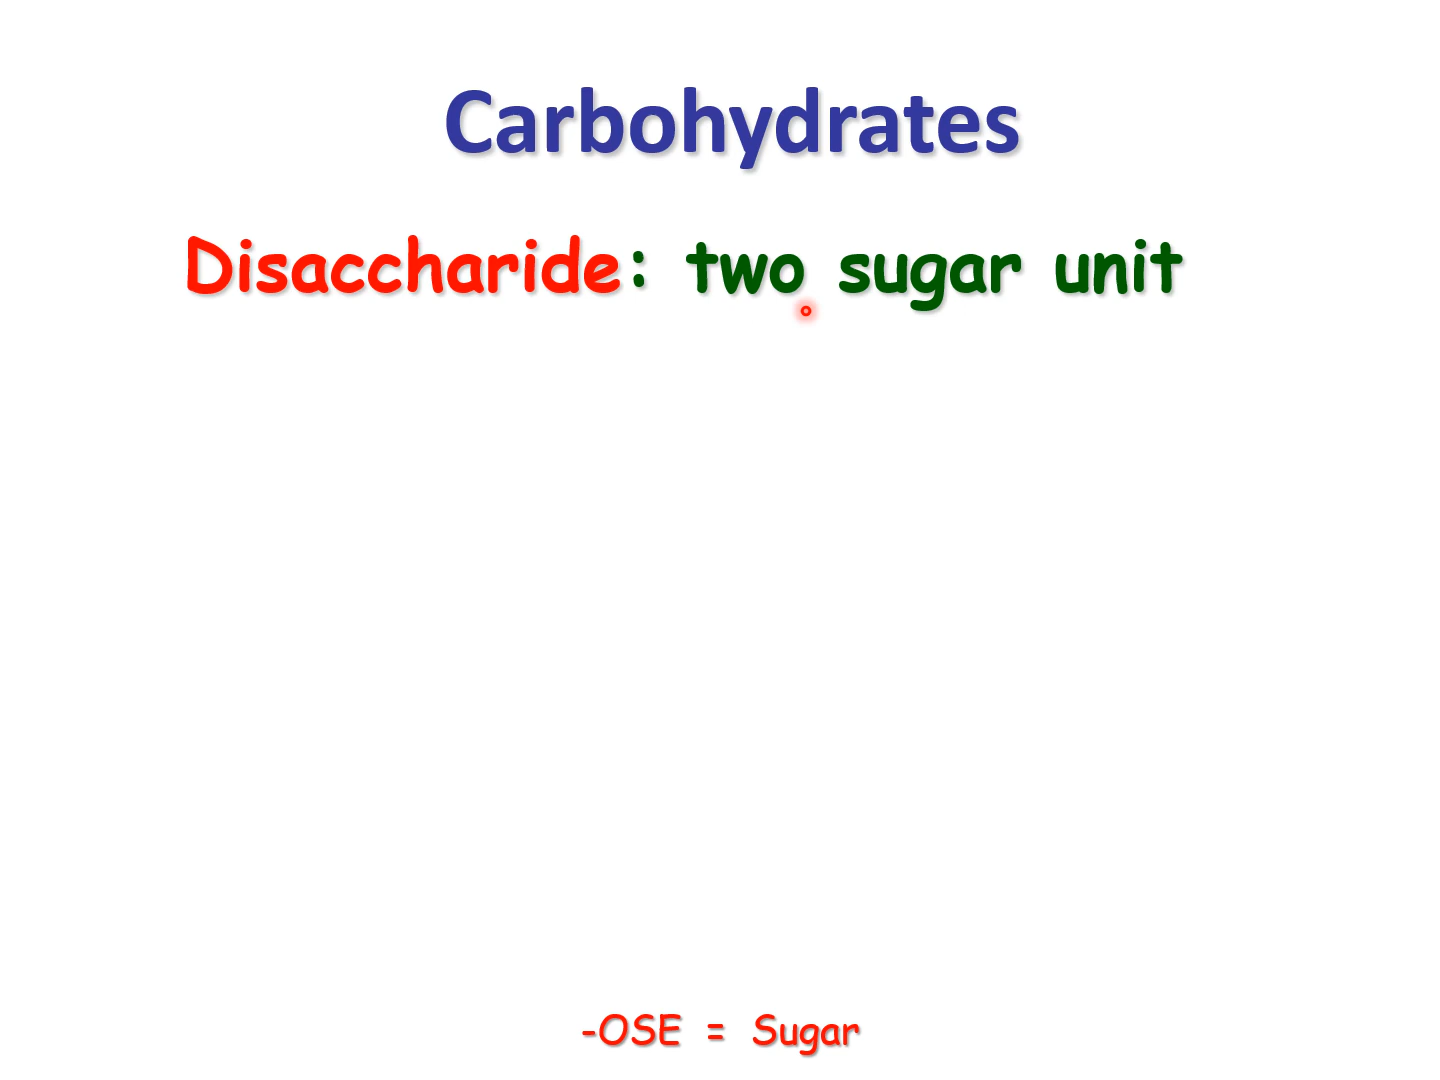 Carbohydrates
Disaccharide: two sugar unit
-OSE = Sugar